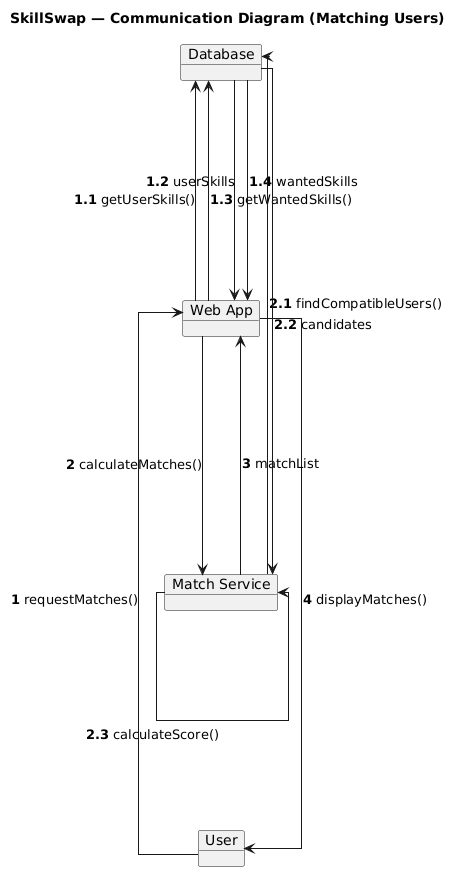 SkillSwap — Communication Diagram (Matching Users)
Database
1.2 userSkills
1.4 wantedSkills
1.1 getUserSkills()
1.3 getWantedSkills()
Web App
2.1 findCompatibleUsers()
2.2 candidates
2 calculateMatches()
3 matchList
Match Service
1 requestMatches()
4 displayMatches()
2.3 calculateScore()
User